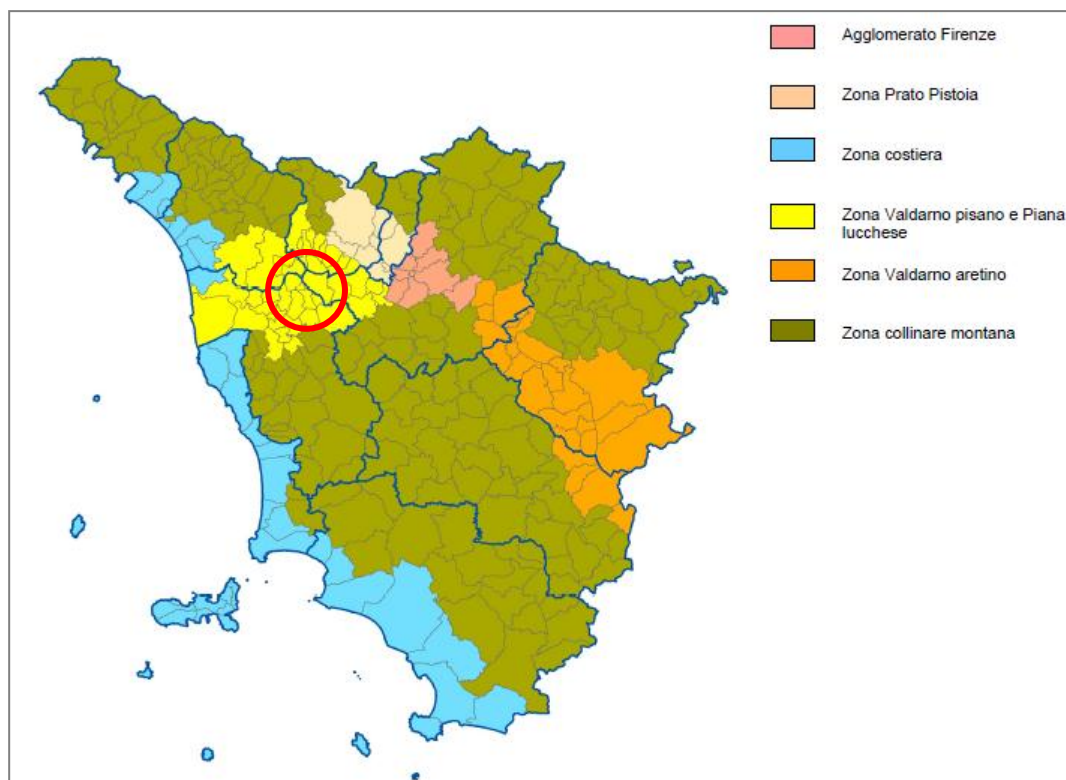 Agglomerato Firenze
Zona Prato Pistoia
Zona costiera
Zona Valdarno pisano e Piana
lucchese
Zona Valdarno aretino
Zona collinare montana